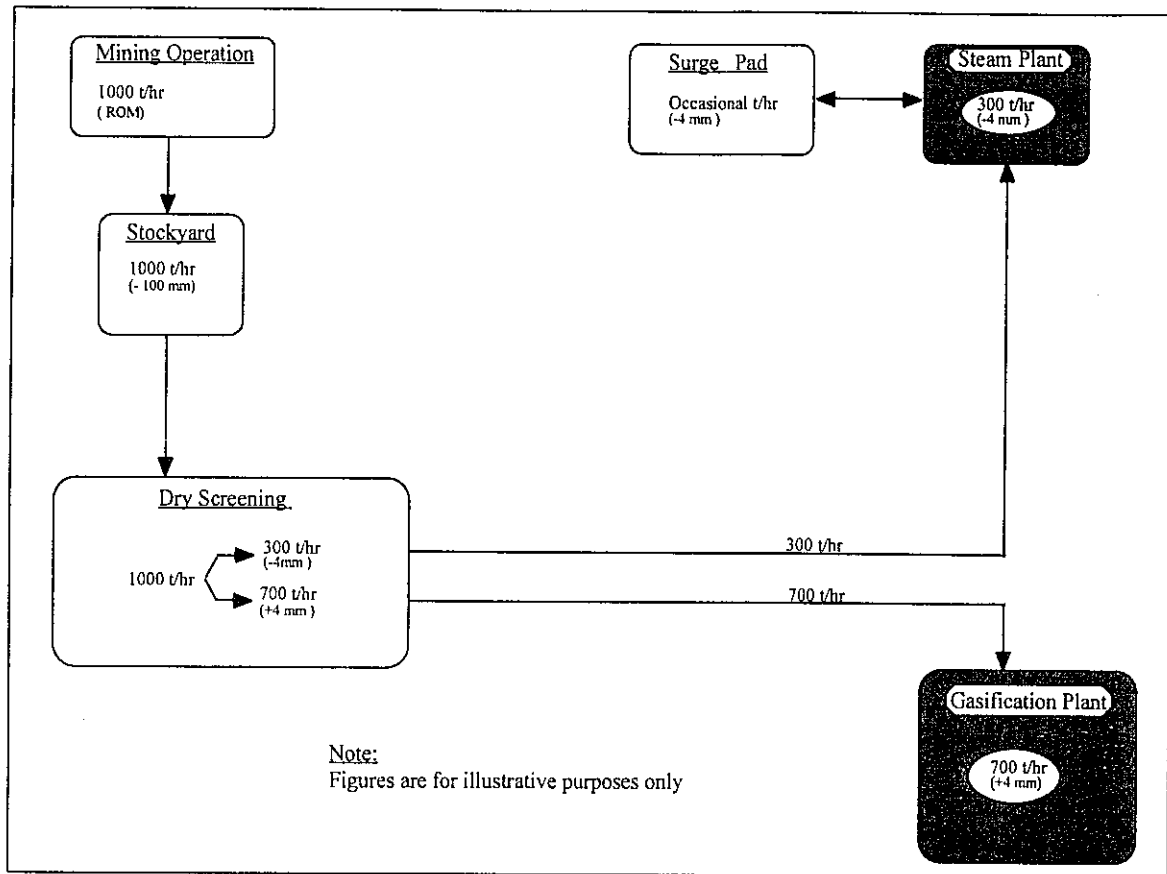 Mining Operation
1000 t/hr
( ROM)
Surge Pad
Occasional t/hr
(-4 mm )
Steam Plant
300 t/hr
(-4 mm )
Stockyard
1000 t/hr
(- 100 mm)
Dry Screening
300 t/hr
(-4mm )
1000 t/hr
700 t/hr
(+4 mm )
300 t/hr
700 t/hr
Gasification Plant
700 t/hr
(+4 mm)
Note:
Figures are for illustrative purposes only